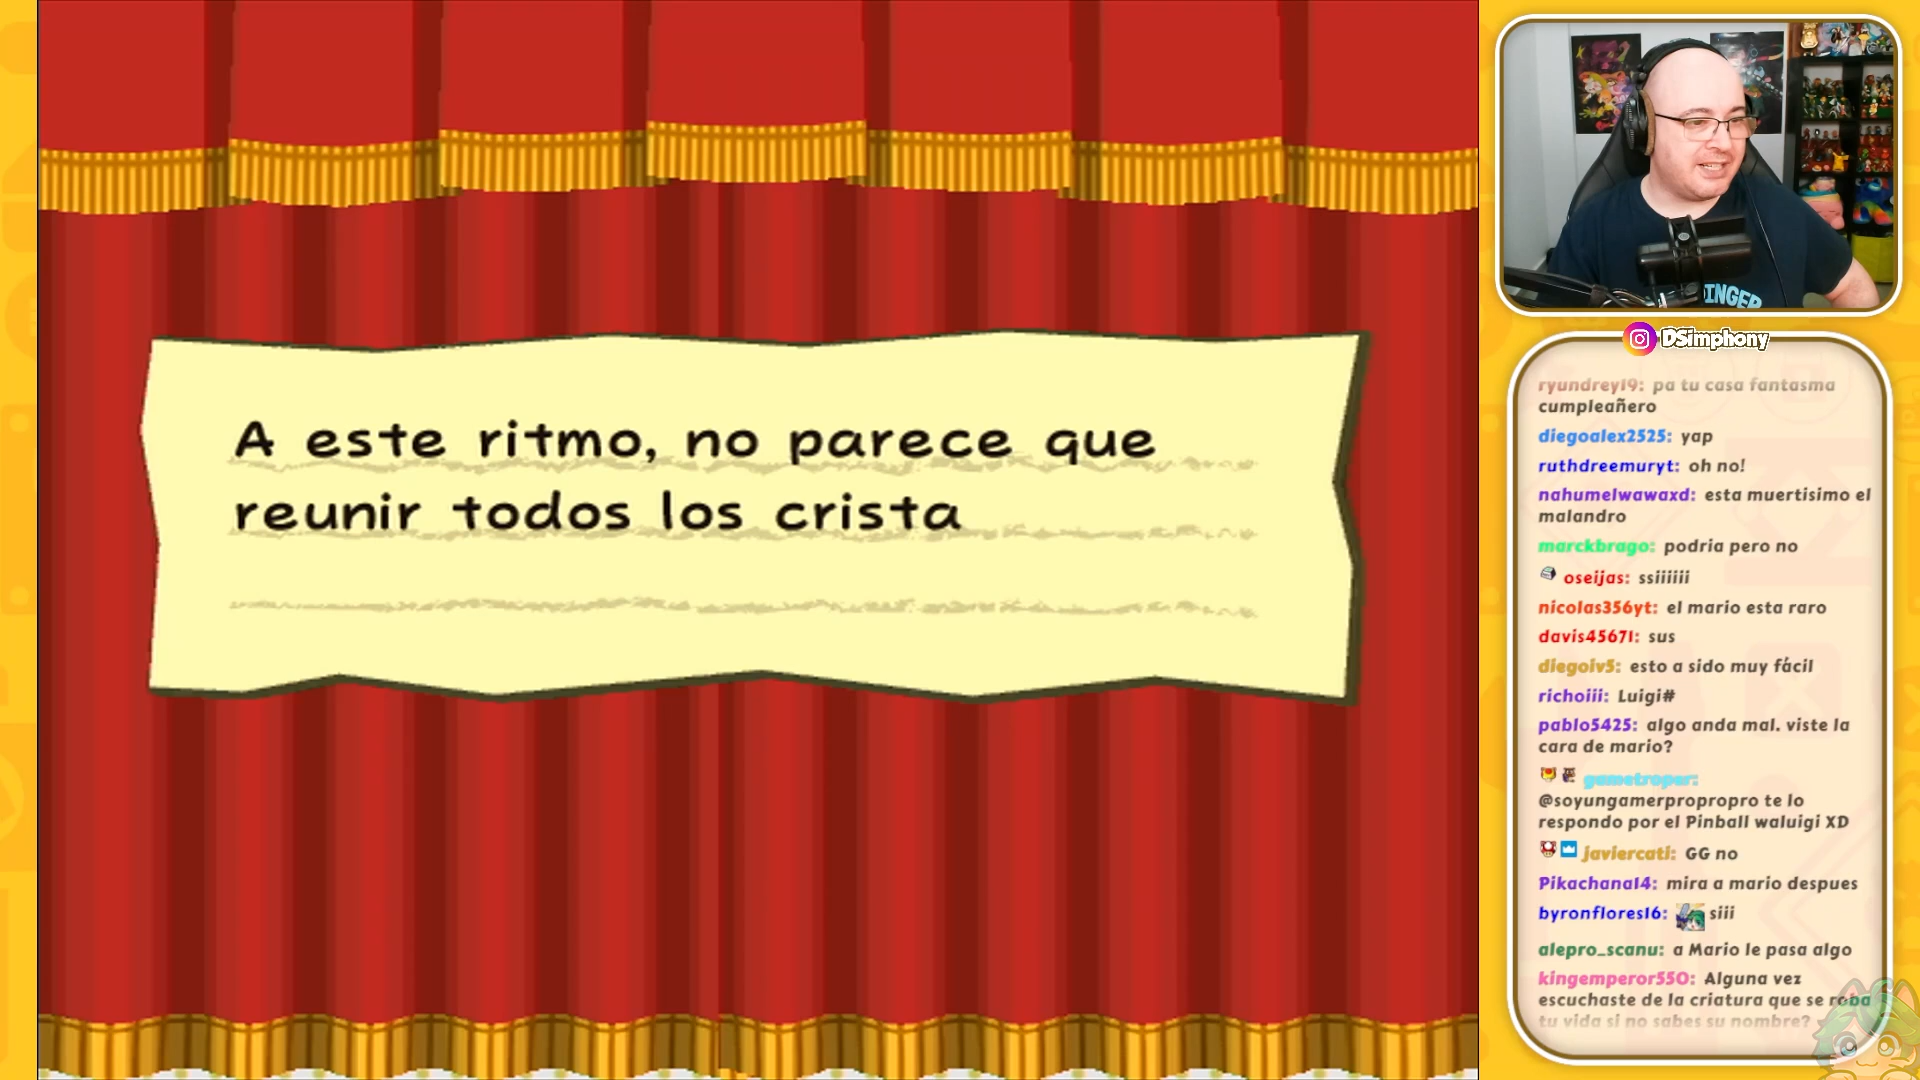 A este ritmo, no parece que
reunir todos los crista
INGER
DSimphony
ryundrey19: pa tu casa fantasma
cumpleañero
diegoalex2525: yap
ruthdreemuryt: oh no!
nahumelwawaxd: esta muertisimo el
malandro
marckbrago: podria pero no
oseijas: ssiiiiii
nicolas356yt: el mario esta raro
davis45671: sus
diegoiv5: esto a sido muy fácil
richoiii: Luigi#
pablo5425: algo anda mal. viste la
cara de mario?
gametroper:
@soyungamerpropropro te lo
respondo por el Pinball waluigi XD
javiercati: GG no
Pikachana14: mira a mario despues
byronflores16: siii
alepro_scanu: a Mario le pasa algo
kingemperor550: Alguna vez
escuchaste de la criatura que se roba
tu vida si no sabes su nombre?